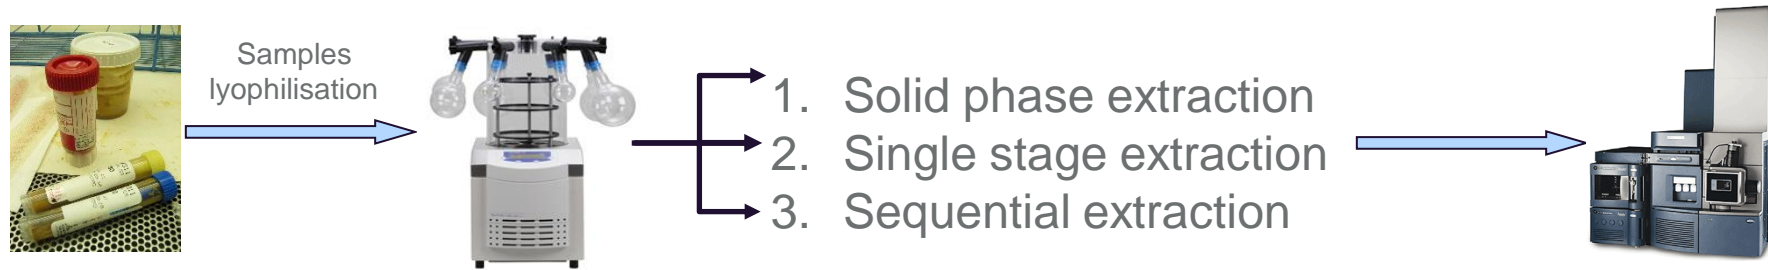 Samples
lyophilisation
1. Solid phase extraction
2. Single stage extraction
3. Sequential extraction